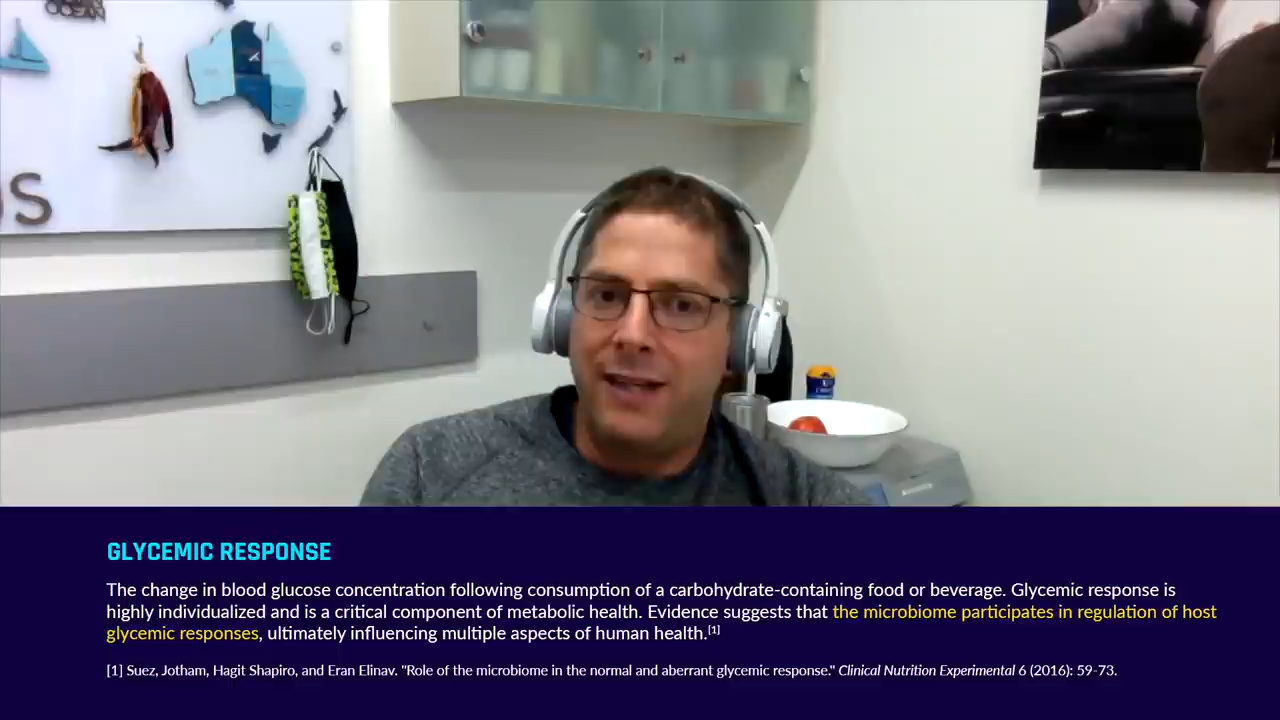 OCEAN
GLYCEMIC RESPONSE
The change in blood glucose concentration following consumption of a carbohydrate-containing food or beverage. Glycemic response is
highly individualized and is a critical component of metabolic health. Evidence suggests that the microbiome participates in regulation of host
glycemic responses, ultimately influencing multiple aspects of human health.[1]
[1] Suez, Jotham, Hagit Shapiro, and Eran Elinav. "Role of the microbiome in the normal and aberrant glycemic response." Clinical Nutrition Experimental 6 (2016): 59-73.